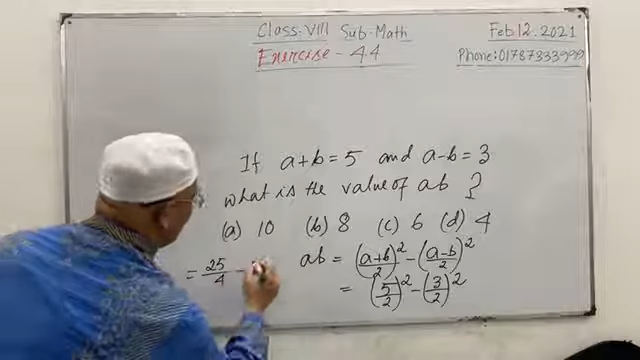 Class: VIII Sub-Math Feb 12. 2021
Exercise - 4.4 Phone: 01787333999
If a+b=5 and a-b=3
what is the value of ab ?
(a) 10 (b) 8 (c) 6 (d) 4
ab = (a+b/2)² - (a-b/2)²
= (5/2)² - (3/2)²
= 25/4 -